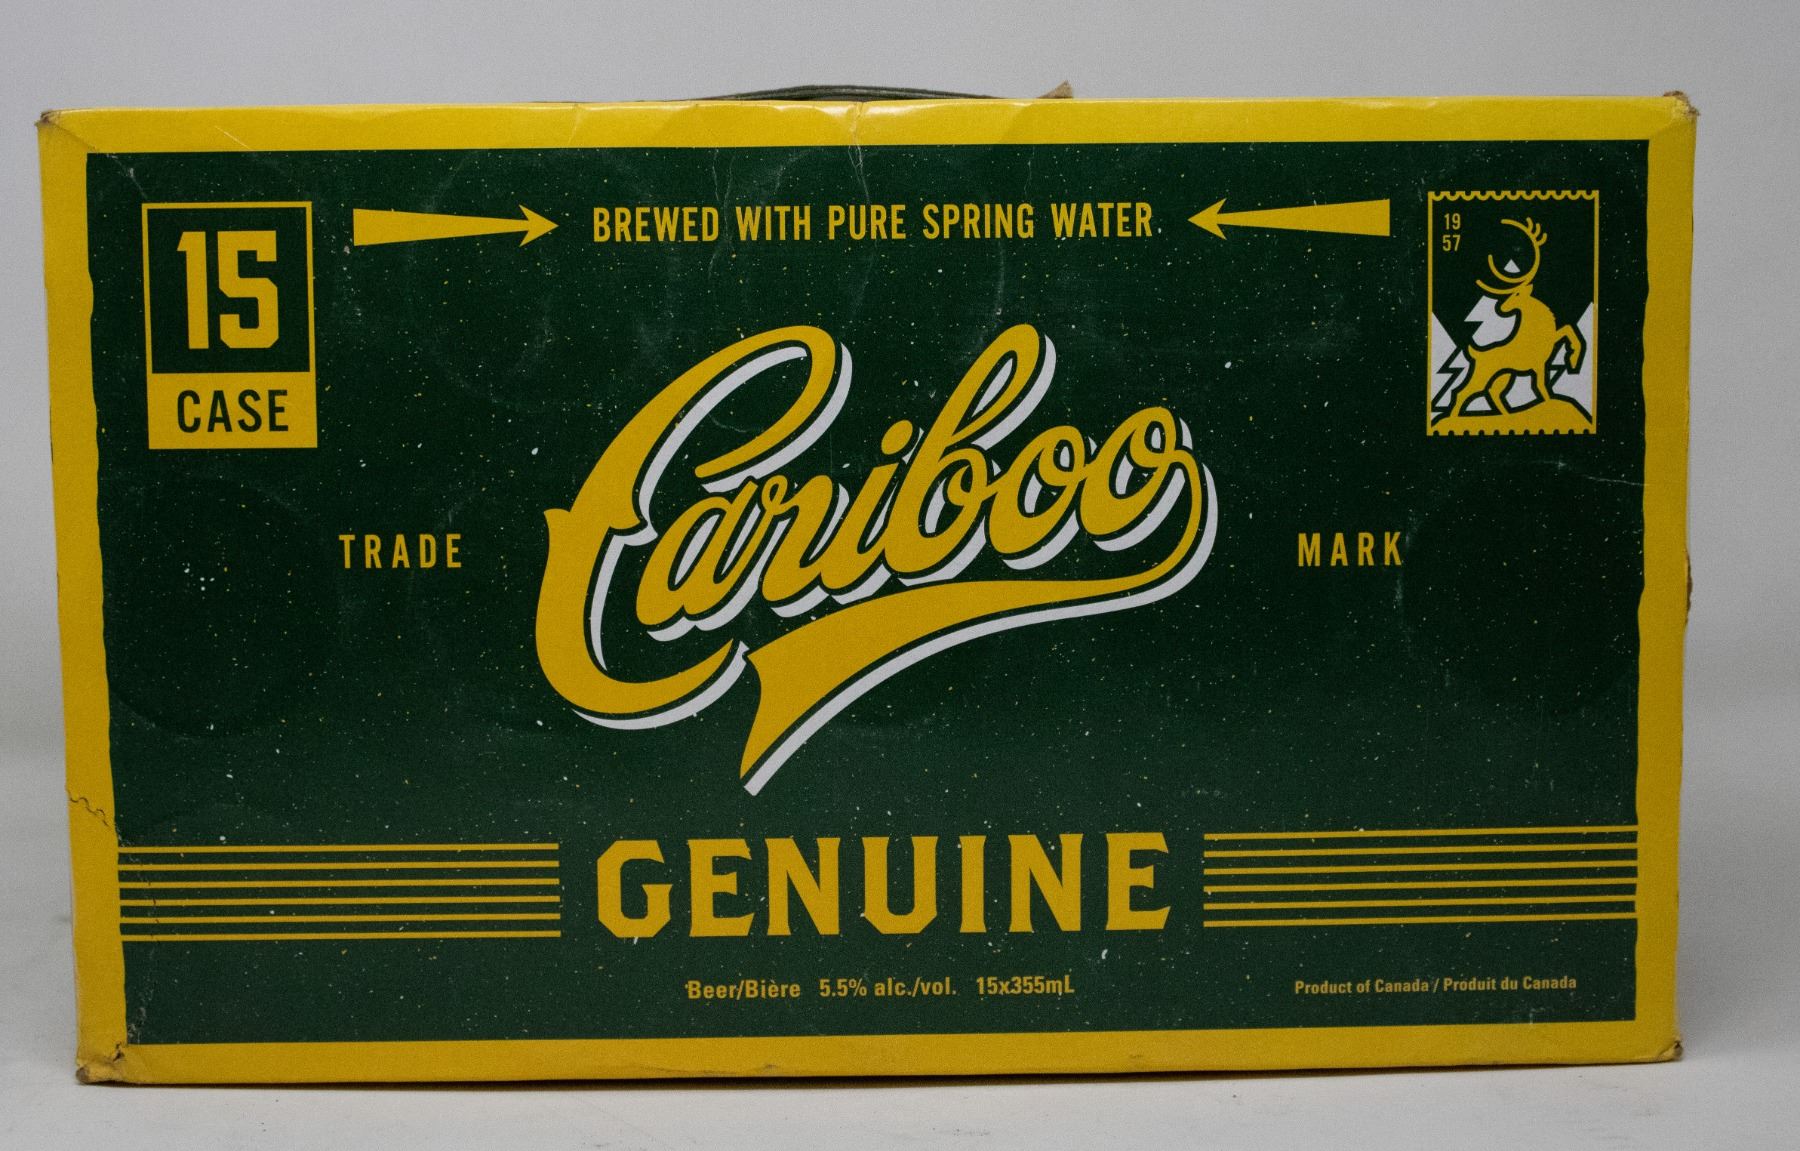 15
CASE
BREWED WITH PURE SPRING WATER
19
57
Cariboo
TRADE MARK
GENUINE
Beer/Bière 5.5% alc./vol. 15x355mL
Product of Canada / Produit du Canada